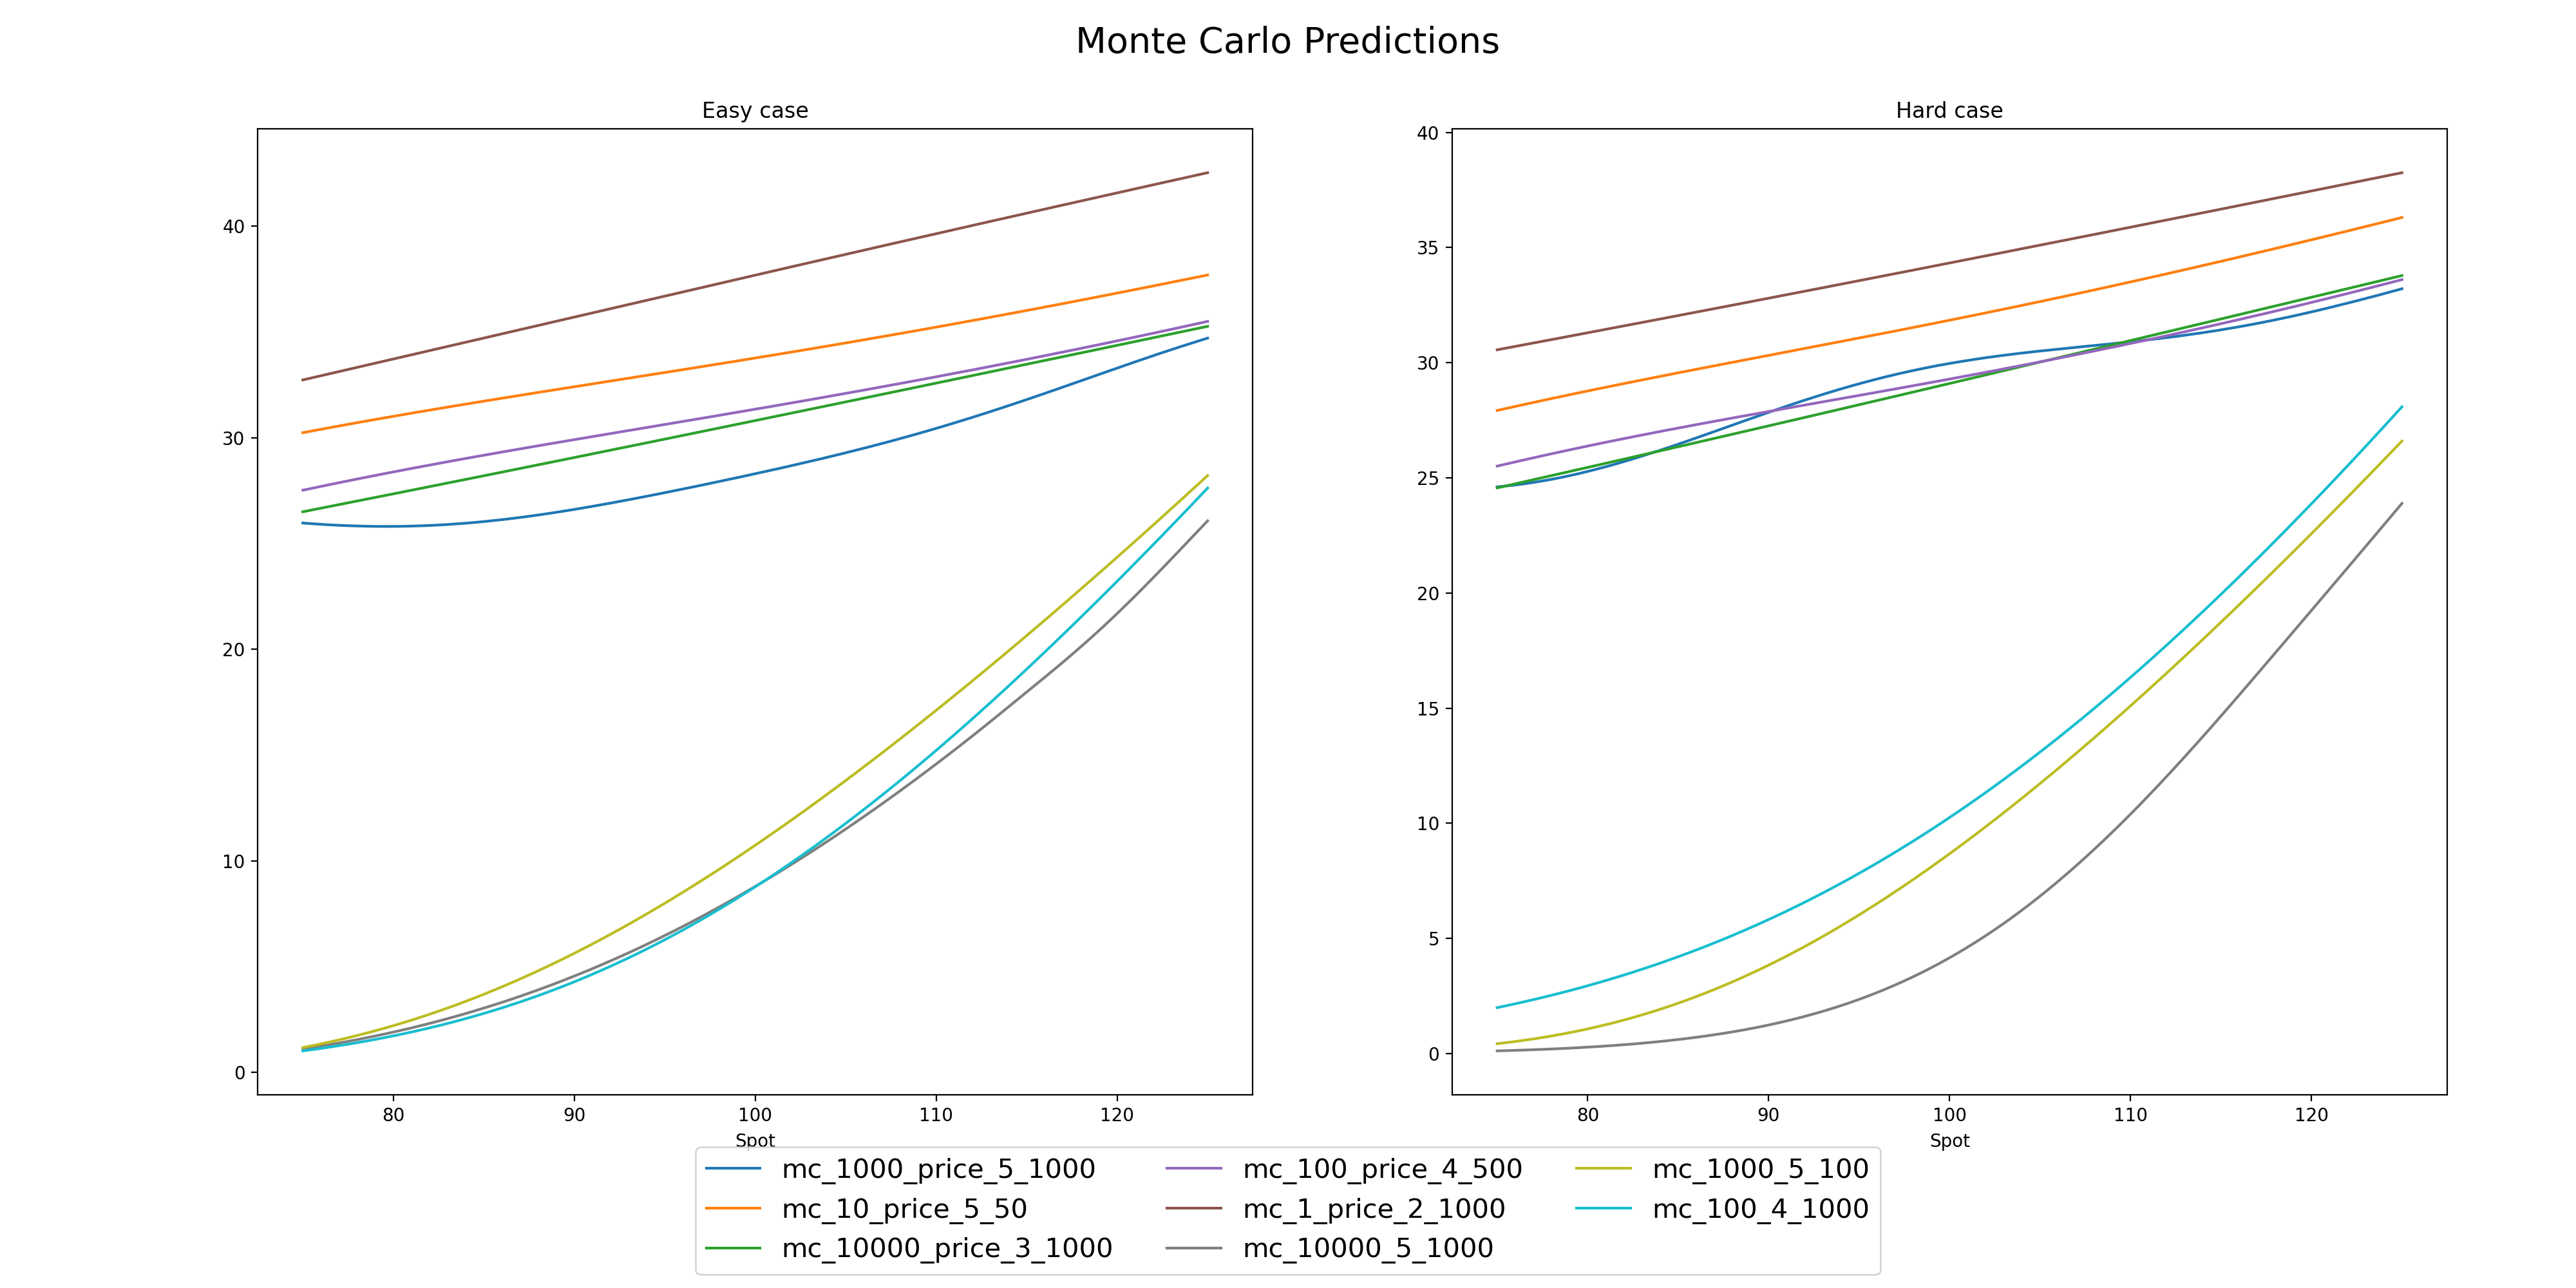 Monte Carlo Predictions
Easy case
40
30
20
10
0
80 90 100 110 120
Spot
Hard case
40
35
30
25
20
15
10
5
0
80 90 100 110 120
Spot
mc_1000_price_5_1000
mc_10_price_5_50
mc_10000_price_3_1000
mc_100_price_4_500
mc_1_price_2_1000
mc_10000_5_1000
mc_1000_5_100
mc_100_4_1000